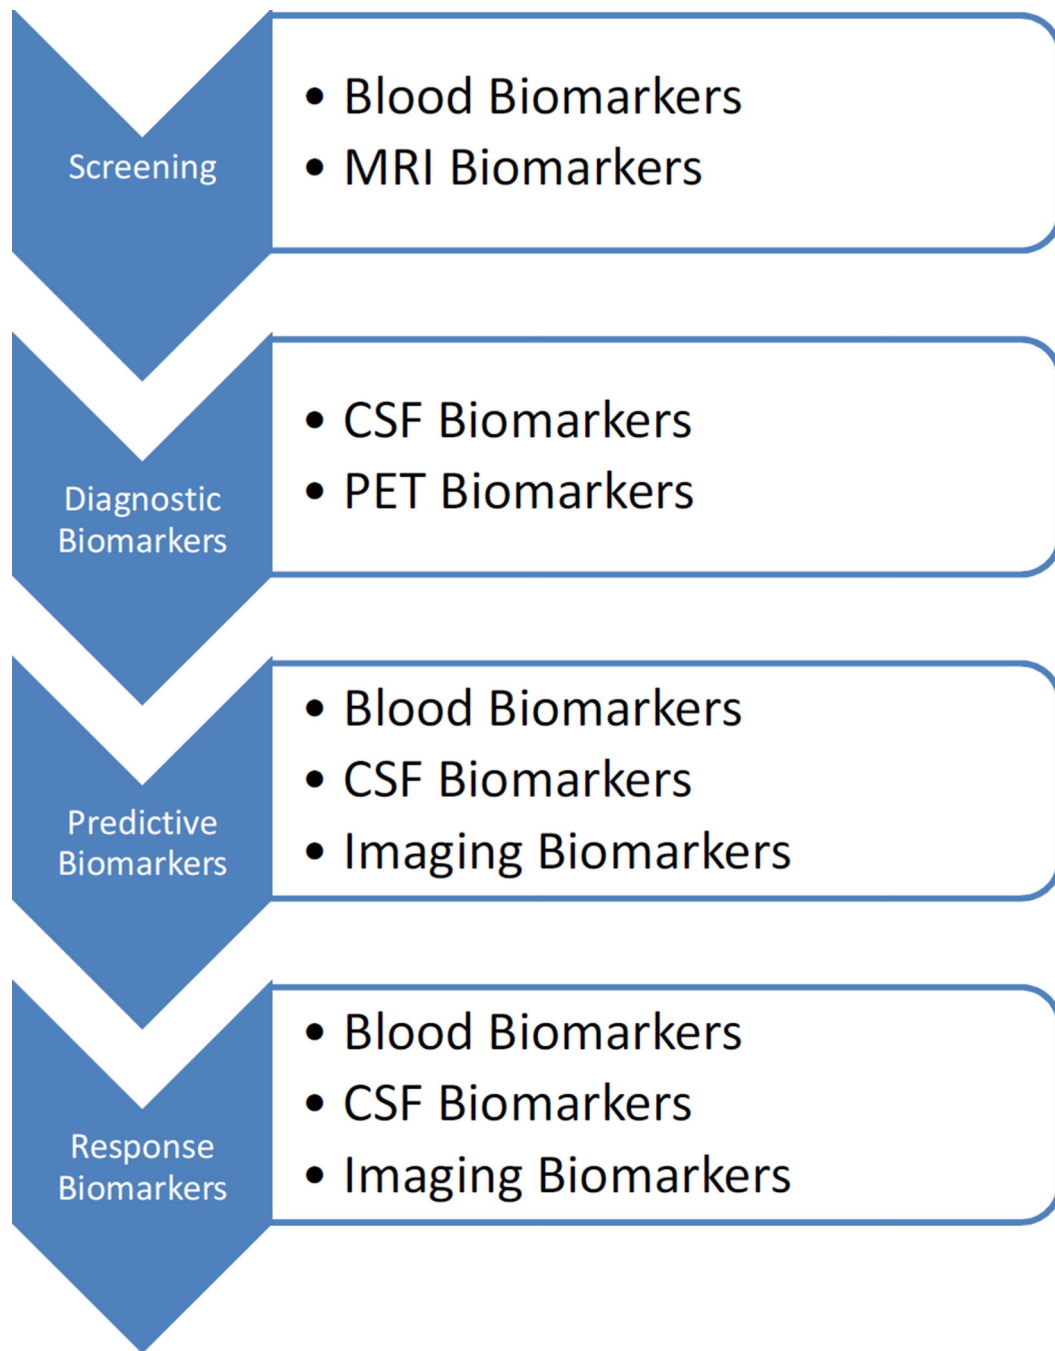 Screening
• Blood Biomarkers
• MRI Biomarkers
Diagnostic
Biomarkers
• CSF Biomarkers
• PET Biomarkers
Predictive
Biomarkers
• Blood Biomarkers
• CSF Biomarkers
• Imaging Biomarkers
Response
Biomarkers
• Blood Biomarkers
• CSF Biomarkers
• Imaging Biomarkers